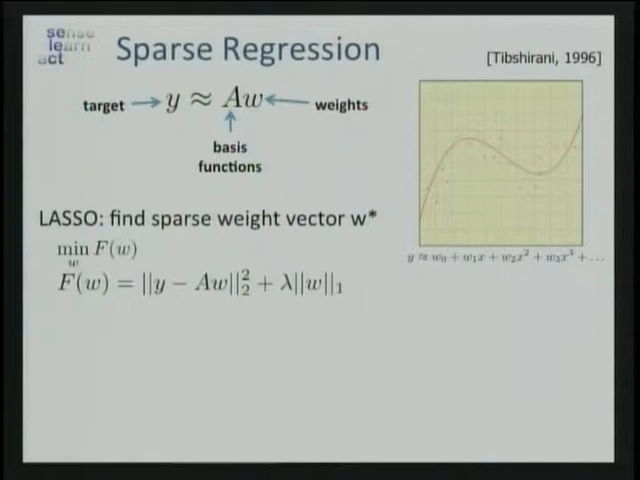 sense
learn
act
Sparse Regression
[Tibshirani, 1996]
target → y ≈ Aw ← weights
basis
functions
LASSO: find sparse weight vector w*
min F(w)
w
F(w) = ||y − Aw||₂² + λ||w||₁
y ≈ w₀ + w₁x + w₂x² + w₃x³ + ...